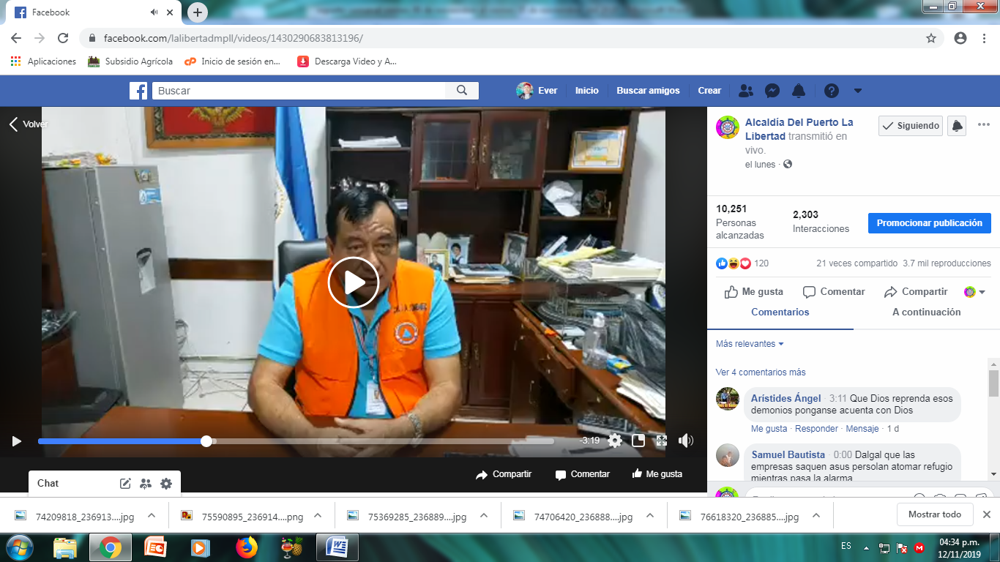 Facebook
facebook.com/lalibertadmpll/videos/1430290683813196/
Aplicaciones
Subsidio Agrícola
Inicio de sesión en...
Descarga Video y A...
Buscar
Ever
Inicio
Buscar amigos
Crear
Volver
Alcaldía Del Puerto La
Libertad transmitió en
vivo.
el lunes ·
Siguiendo
10,251
Personas
alcanzadas
2,303
Interacciones
Promocionar publicación
120
21 veces compartido 3.7 mil reproducciones
Me gusta
Comentar
Compartir
Comentarios
A continuación
Más relevantes
Ver 4 comentarios más
Arístides Ángel · 3:11 Que Dios reprenda esos
demonios ponganse acuenta con Dios
Me gusta · Responder · Mensaje · 1 d
Samuel Bautista · 0:00 Dalgal que las
empresas saquen asus persolan atomar refugio
mientras pasa la alarma
-3:19
Compartir
Comentar
Me gusta
Chat
74209818_236913....jpg
75590895_236914....png
75369285_236889....jpg
74706420_236888....jpg
76618320_236885....jpg
Mostrar todo
ES
04:34 p.m.
12/11/2019